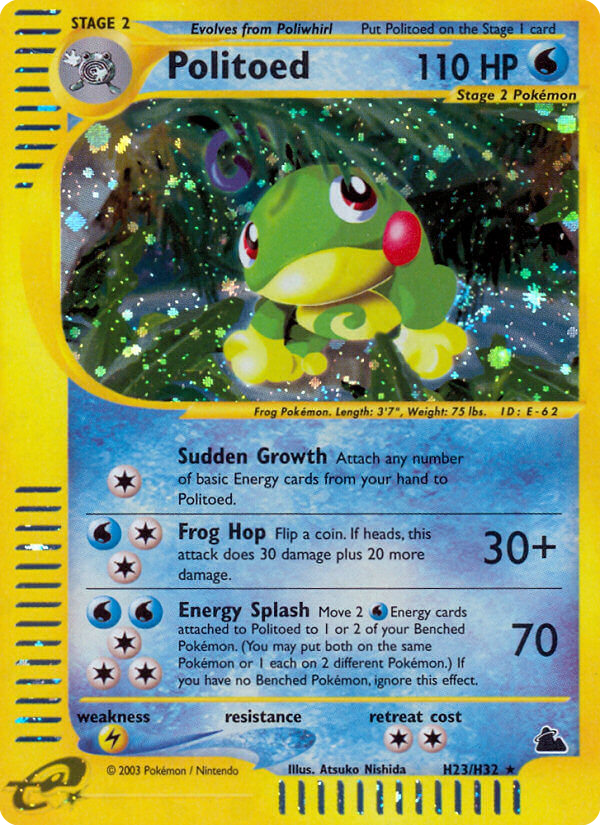 STAGE 2
Evolves from Poliwhirl
Put Politoed on the Stage 1 card
Politoed
110 HP
Stage 2 Pokémon
Frog Pokémon. Length: 3'7", Weight: 75 lbs. ID: E-62
Sudden Growth Attach any number
of basic Energy cards from your hand to
Politoed.
Frog Hop Flip a coin. If heads, this
attack does 30 damage plus 20 more
damage.
30+
Energy Splash Move 2 Energy cards
attached to Politoed to 1 or 2 of your Benched
Pokémon. (You may put both on the same
Pokémon or 1 each on 2 different Pokémon.) If
you have no Benched Pokémon, ignore this effect.
70
weakness
resistance
retreat cost
© 2003 Pokémon / Nintendo
Illus. Atsuko Nishida
H23/H32 ★